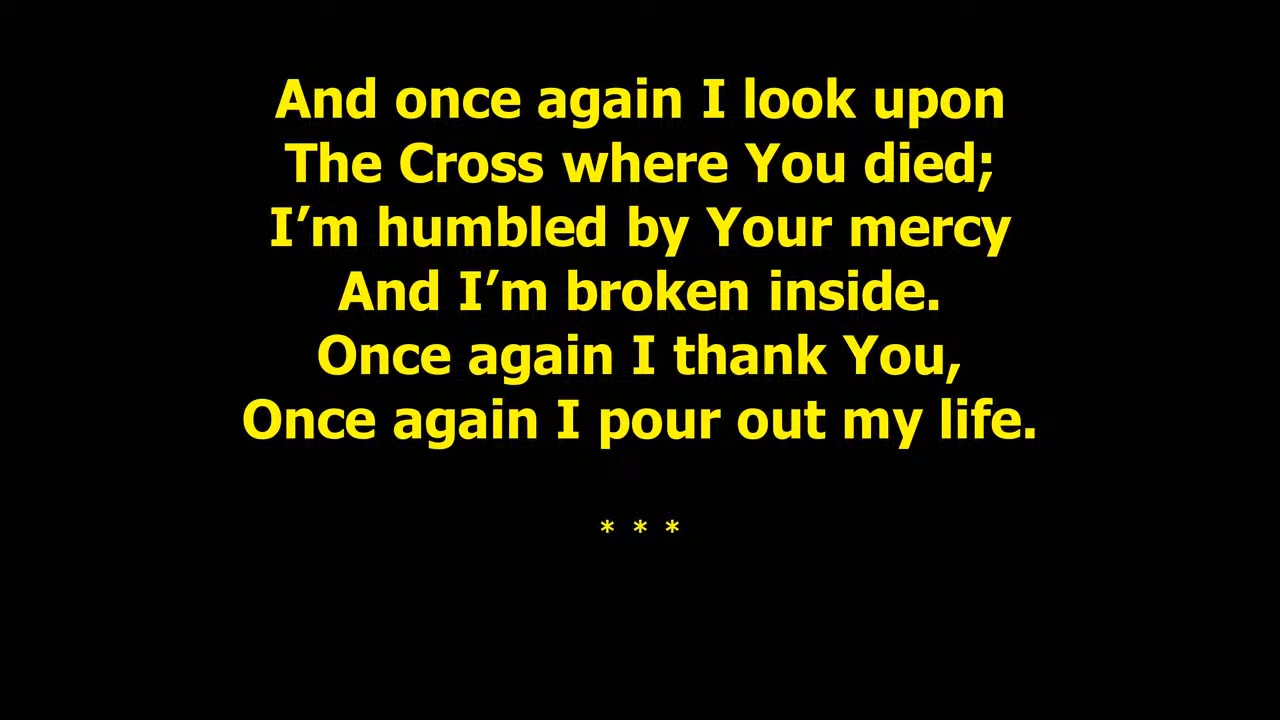 And once again I look upon
The Cross where You died;
I’m humbled by Your mercy
And I’m broken inside.
Once again I thank You,
Once again I pour out my life.
* * *